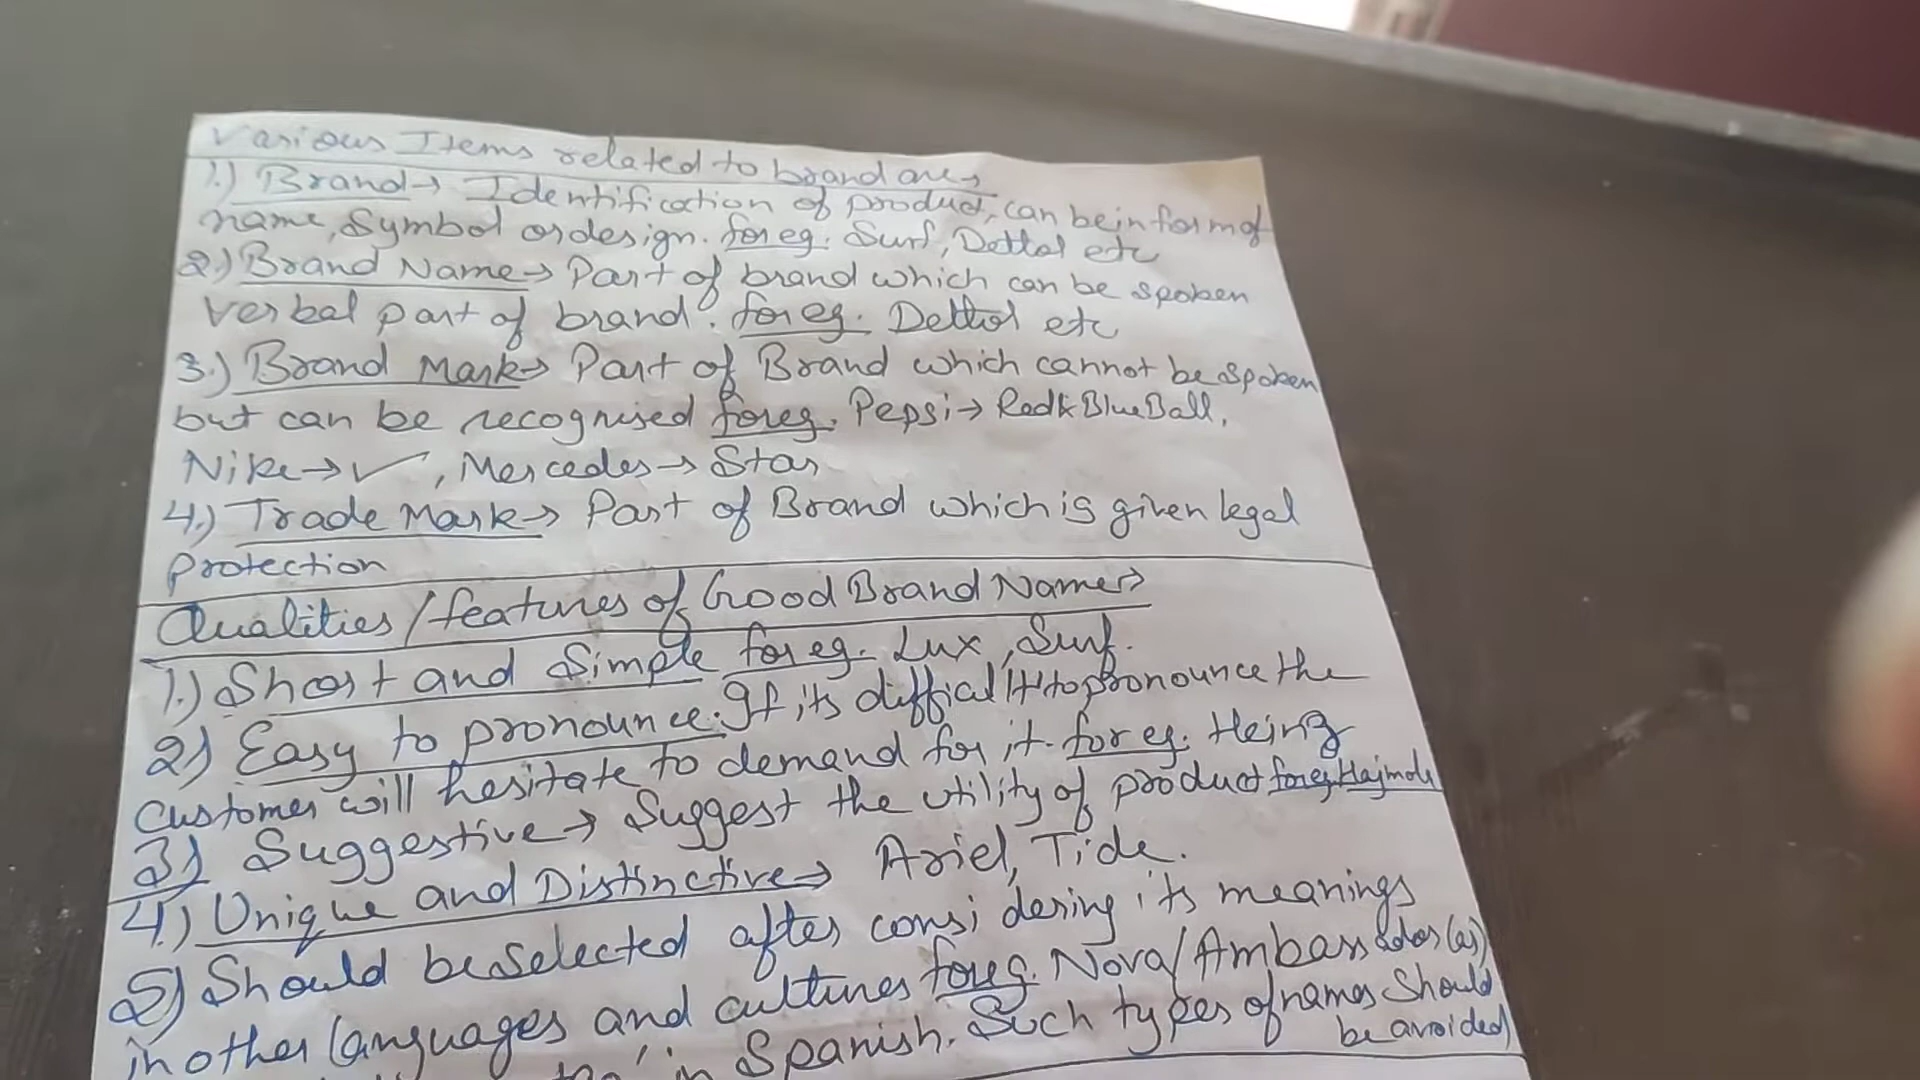 Various Items related to brand are→
1.) Brand→ Identification of product, can be in form of
name, Symbol or design. for eg. Surf, Dettol etc
2.) Brand Name→ Part of brand which can be spoken
Verbal part of brand. for eg. Dettol etc
3.) Brand Mark→ Part of Brand which cannot be spoken
but can be recognised for eg. Pepsi→ Red & Blue Ball,
Nike→ ✓, Mercedes→ Star
4.) Trade Mark→ Part of Brand which is given legal
Protection
Qualities/features of Good Brand Name→
1.) Short and Simple for eg. Lux, Surf.
2) Easy to pronounce. If its difficult to pronounce the
customer will hesitate to demand for it. for eg. Heinz
3) Suggestive→ Suggest the utility of product for eg Hajmola
4.) Unique and Distinctive→ Ariel, Tide.
5) Should be selected after considering its meanings
in other languages and cultures for eg. Nova/Ambassador (as)
in Spanish. Such types of names Should
be avoided